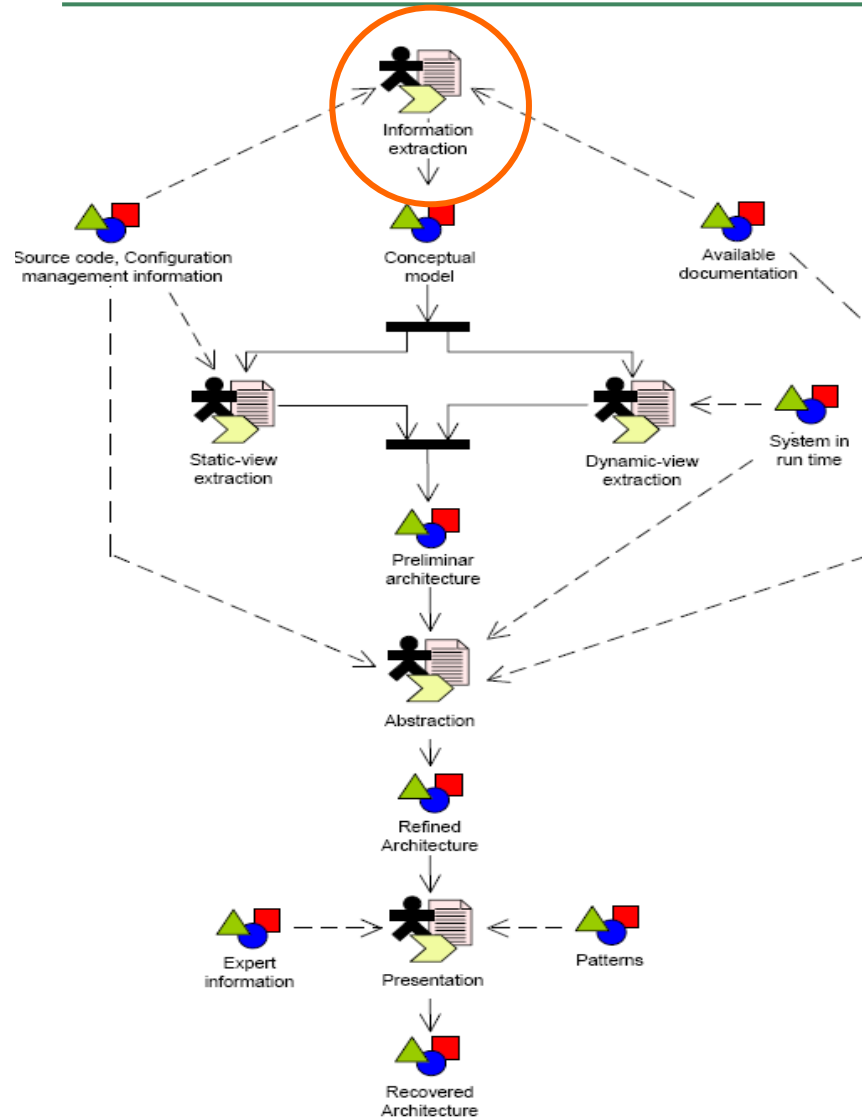 Information
extraction
Source code, Configuration
management information
Conceptual
model
Available
documentation
Static-view
extraction
Dynamic-view
extraction
System in
run time
Preliminar
architecture
Abstraction
Refined
Architecture
Expert
information
Presentation
Patterns
Recovered
Architecture